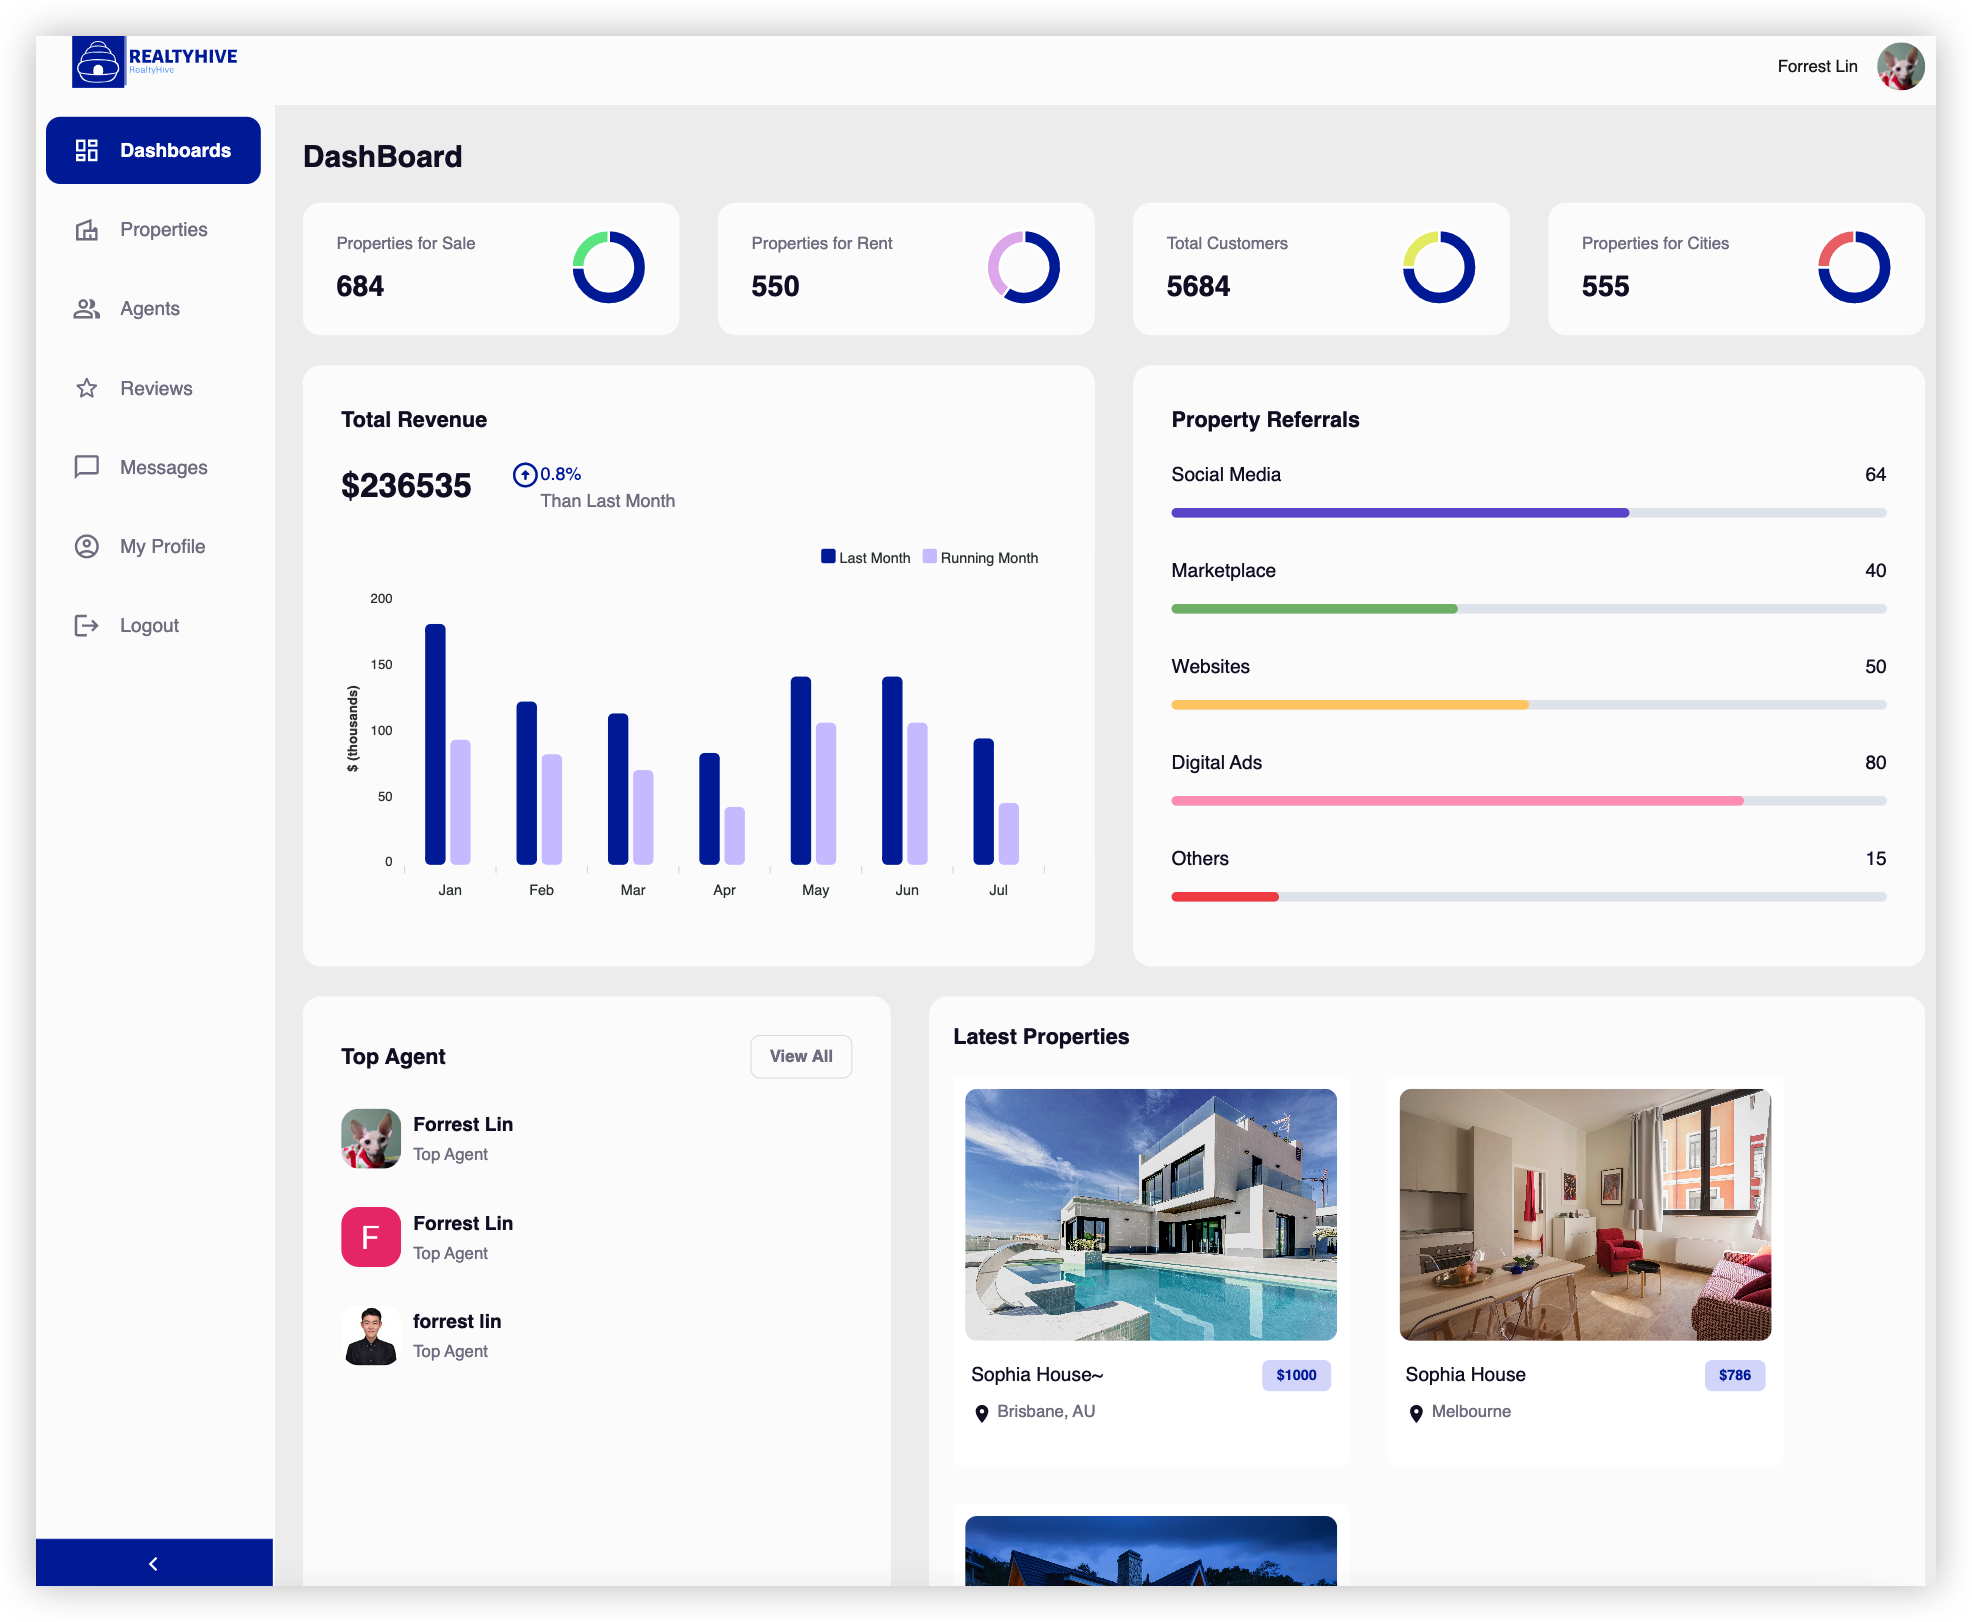 REALTYHIVE
RealtyHive
Forrest Lin
Dashboards
Properties
Agents
Reviews
Messages
My Profile
Logout
DashBoard
Properties for Sale
684
Properties for Rent
550
Total Customers
5684
Properties for Cities
555
Total Revenue
$236535
0.8%
Than Last Month
Last Month
Running Month
$ (thousands)
200
150
100
50
0
Jan
Feb
Mar
Apr
May
Jun
Jul
Property Referrals
Social Media 64
Marketplace 40
Websites 50
Digital Ads 80
Others 15
Top Agent
View All
Forrest Lin
Top Agent
F
Forrest Lin
Top Agent
forrest lin
Top Agent
Latest Properties
Sophia House~
$1000
Brisbane, AU
Sophia House
$786
Melbourne